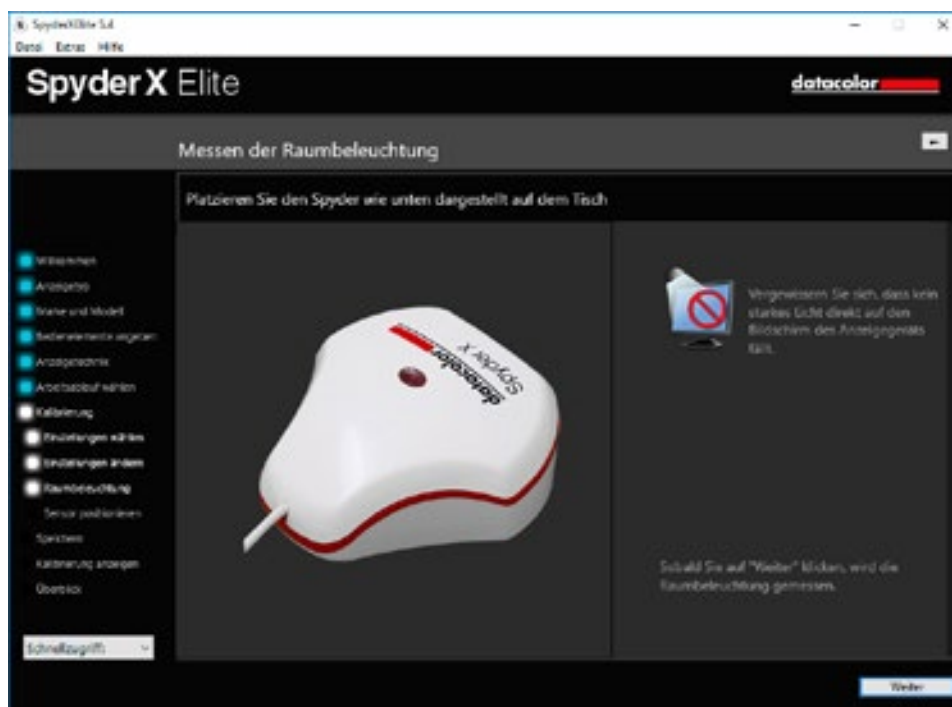 SpyderXElite 5.4
Datei Extras Hilfe
Spyder X Elite
datacolor
Messen der Raumbeleuchtung
Platzieren Sie den Spyder wie unten dargestellt auf dem Tisch
Willkommen
Anzeigetyp
Marke und Modell
Bedienelemente angeben
Anzeigetechnik
Arbeitsablauf wählen
Kalibrierung
Einstellungen wählen
Einstellungen ändern
Raumbeleuchtung
Sensor positionieren
Speichern
Kalibrierung anzeigen
Überblick
Schnellzugriff:
datacolor
Spyder X
Vergewissern Sie sich, dass kein
starkes Licht direkt auf den
Bildschirm des Anzeigegeräts
fällt.
Sobald Sie auf "Weiter" klicken, wird die
Raumbeleuchtung gemessen.
Weiter